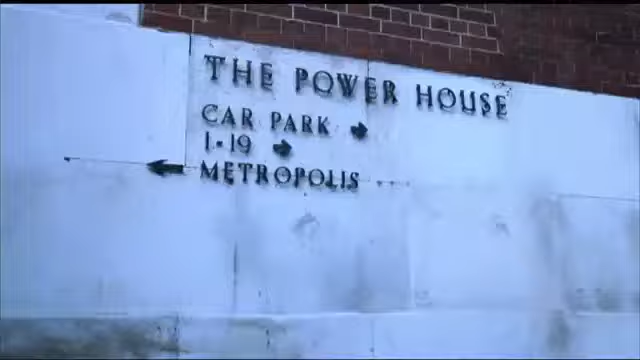 THE POWER HOUSE
CAR PARK →
1-19 →
← METROPOLIS